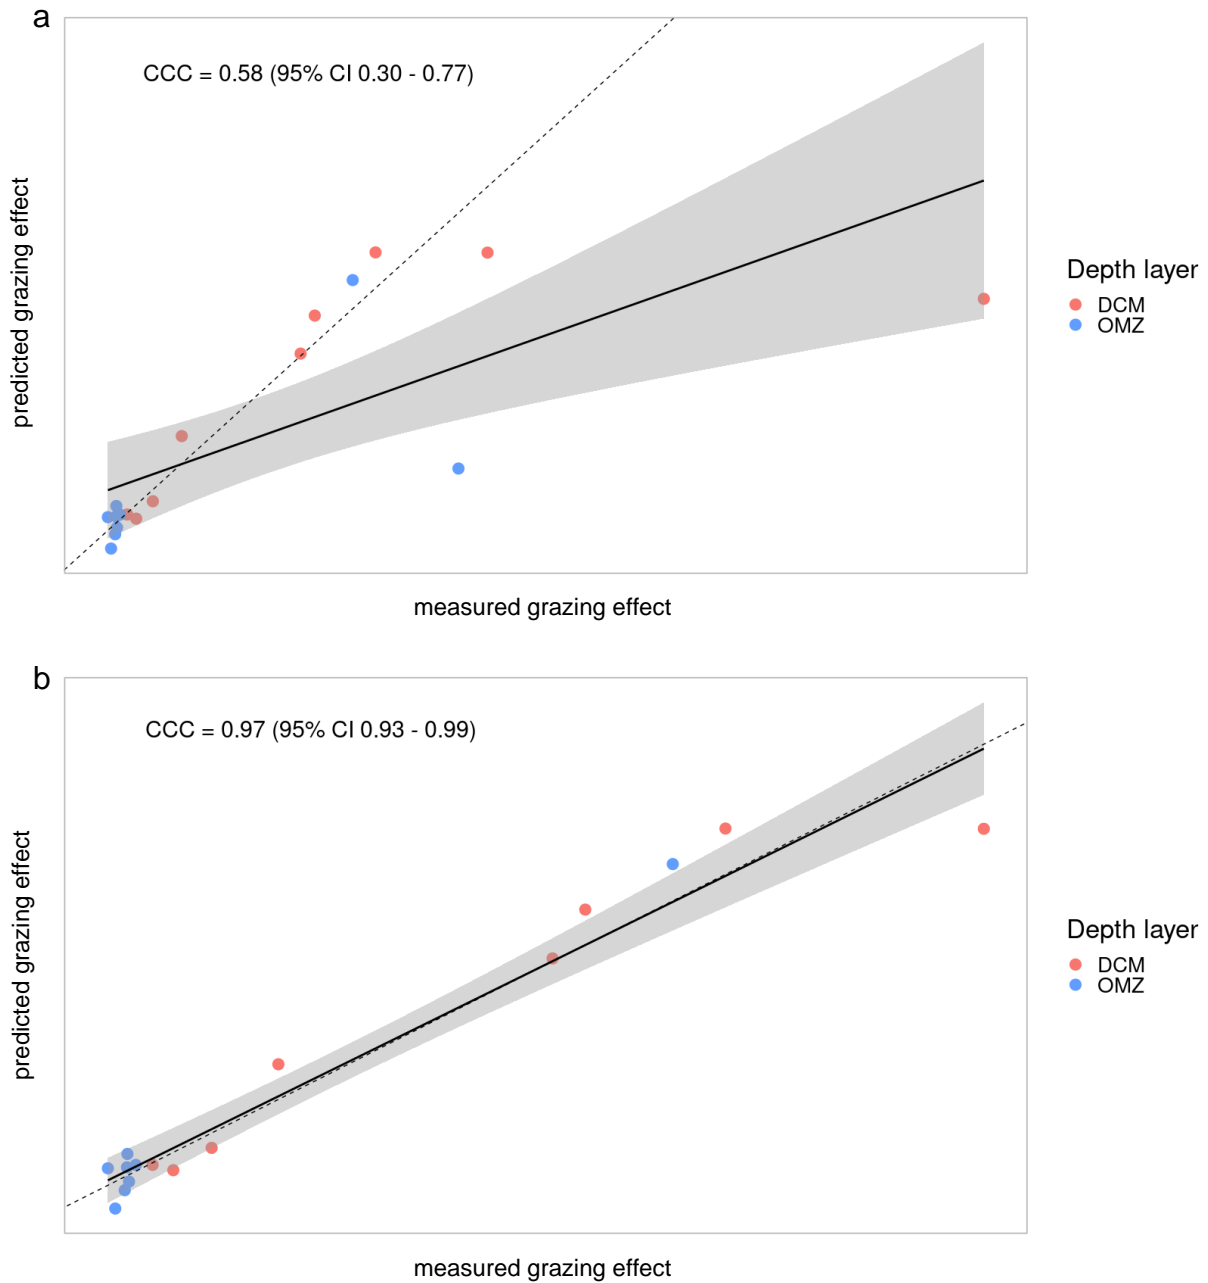 a
CCC = 0.58 (95% CI 0.30 - 0.77)
predicted grazing effect
measured grazing effect
Depth layer
DCM
OMZ
b
CCC = 0.97 (95% CI 0.93 - 0.99)
predicted grazing effect
measured grazing effect
Depth layer
DCM
OMZ